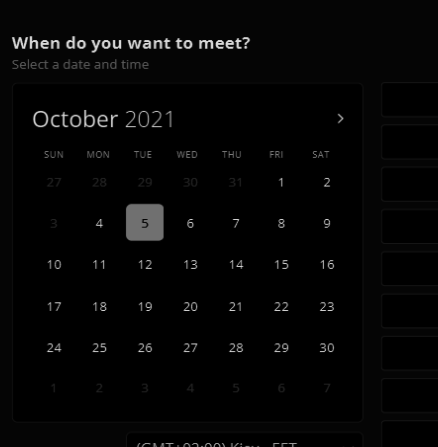 When do you want to meet?
Select a date and time
October 2021
SUN MON TUE WED THU FRI SAT
27 28 29 30 31 1 2
3 4 5 6 7 8 9
10 11 12 13 14 15 16
17 18 19 20 21 22 23
24 25 26 27 28 29 30
1 2 3 4 5 6 7
(GMT+02:00) Kiev - EET